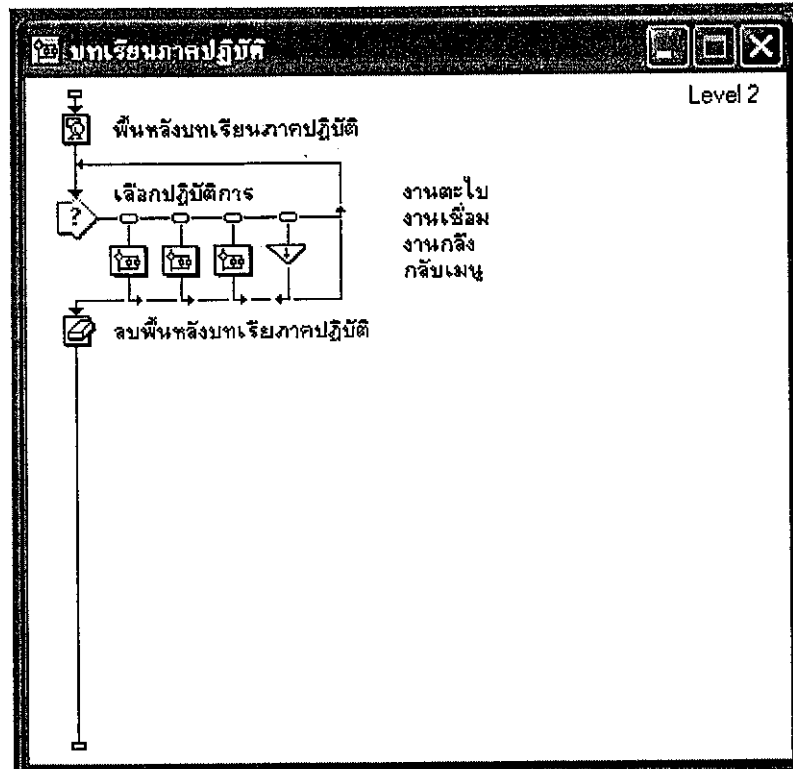 บทเรียนภาคปฏิบัติ
Level 2
พื้นหลังบทเรียนภาคปฏิบัติ
เลือกปฏิบัติการ
?
งานตะไบ
งานเชื่อม
งานกลึง
กลับเมนู
ลบพื้นหลังบทเรียภาคปฏิบัติ